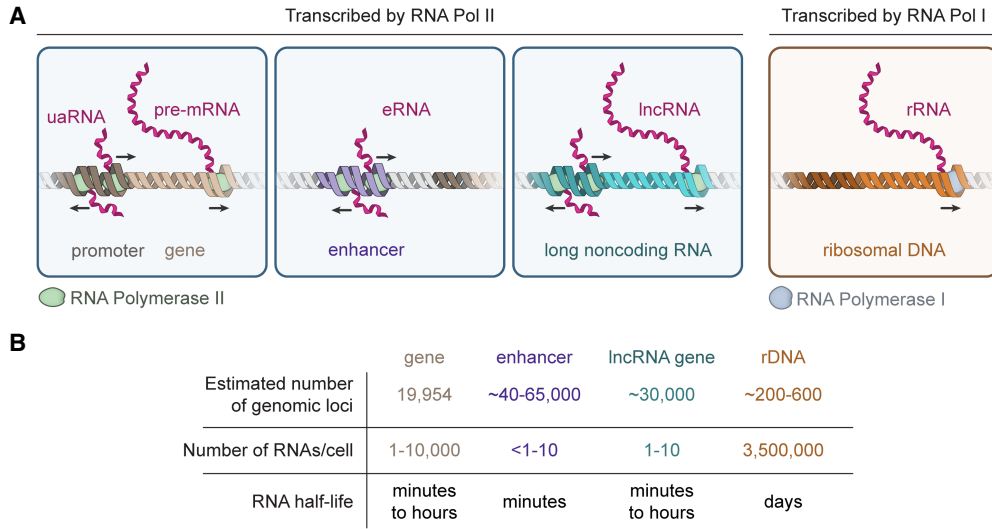 A
Transcribed by RNA Pol II
Transcribed by RNA Pol I
uaRNA
pre-mRNA
eRNA
lncRNA
rRNA
promoter
gene
enhancer
long noncoding RNA
ribosomal DNA
RNA Polymerase II
RNA Polymerase I
B
gene enhancer lncRNA gene rDNA
Estimated number
of genomic loci
19,954 ~40-65,000 ~30,000 ~200-600
Number of RNAs/cell 1-10,000 <1-10 1-10 3,500,000
RNA half-life
minutes
to hours
minutes
minutes
to hours
days